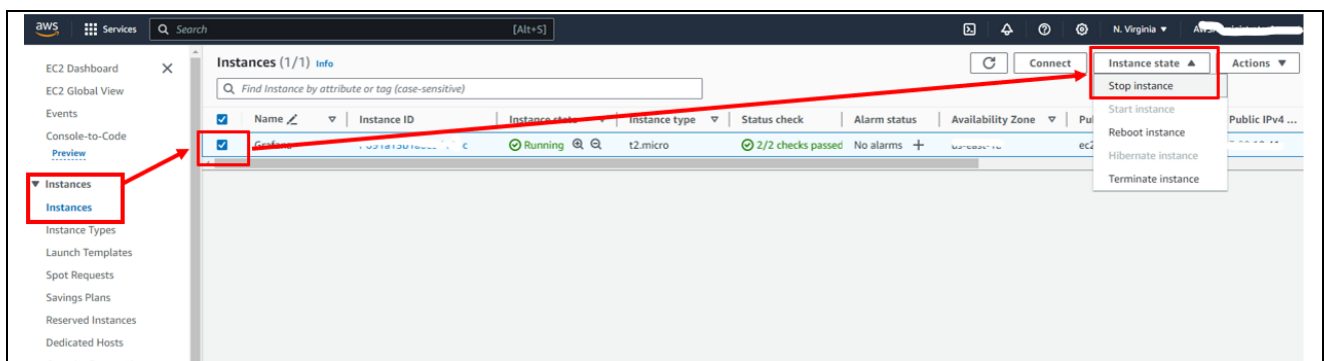 aws Services Search [Alt+S] N. Virginia ▼
EC2 Dashboard
EC2 Global View
Events
Console-to-Code
Preview
▼ Instances
Instances
Instance Types
Launch Templates
Spot Requests
Savings Plans
Reserved Instances
Dedicated Hosts
Instances (1/1) Info
Connect Instance state ▲ Actions ▼
Find Instance by attribute or tag (case-sensitive)
Name Instance ID Instance state Instance type Status check Alarm status Availability Zone Public IPv4 ...
Grafana Running t2.micro 2/2 checks passed No alarms + ec2
Stop instance
Start instance
Reboot instance
Hibernate instance
Terminate instance